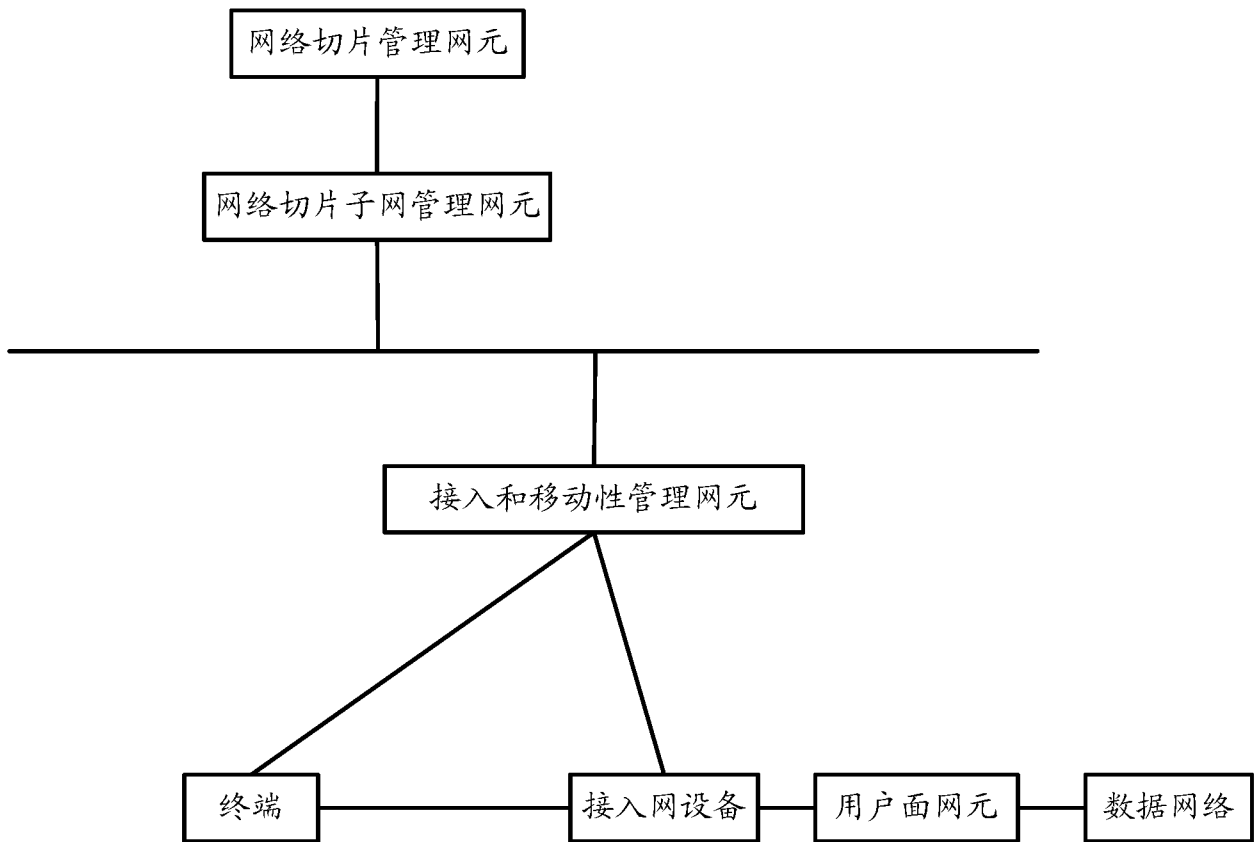 网络切片管理网元
网络切片子网管理网元
接入和移动性管理网元
终端
接入网设备
用户面网元
数据网络